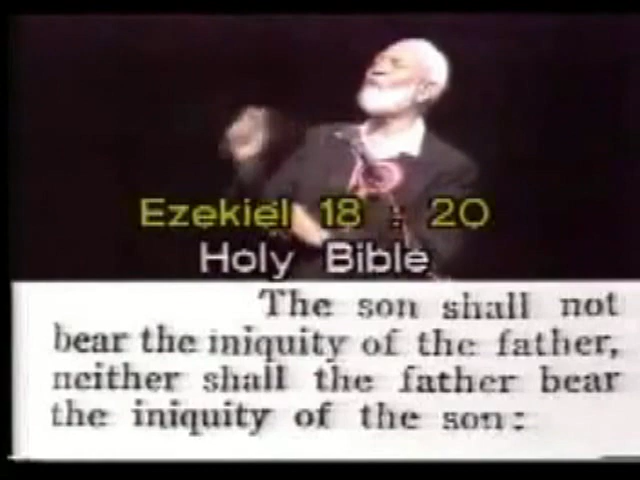 Ezekiel 18 : 20
Holy Bible
The son shall not
bear the iniquity of the father,
neither shall the father bear
the iniquity of the son: